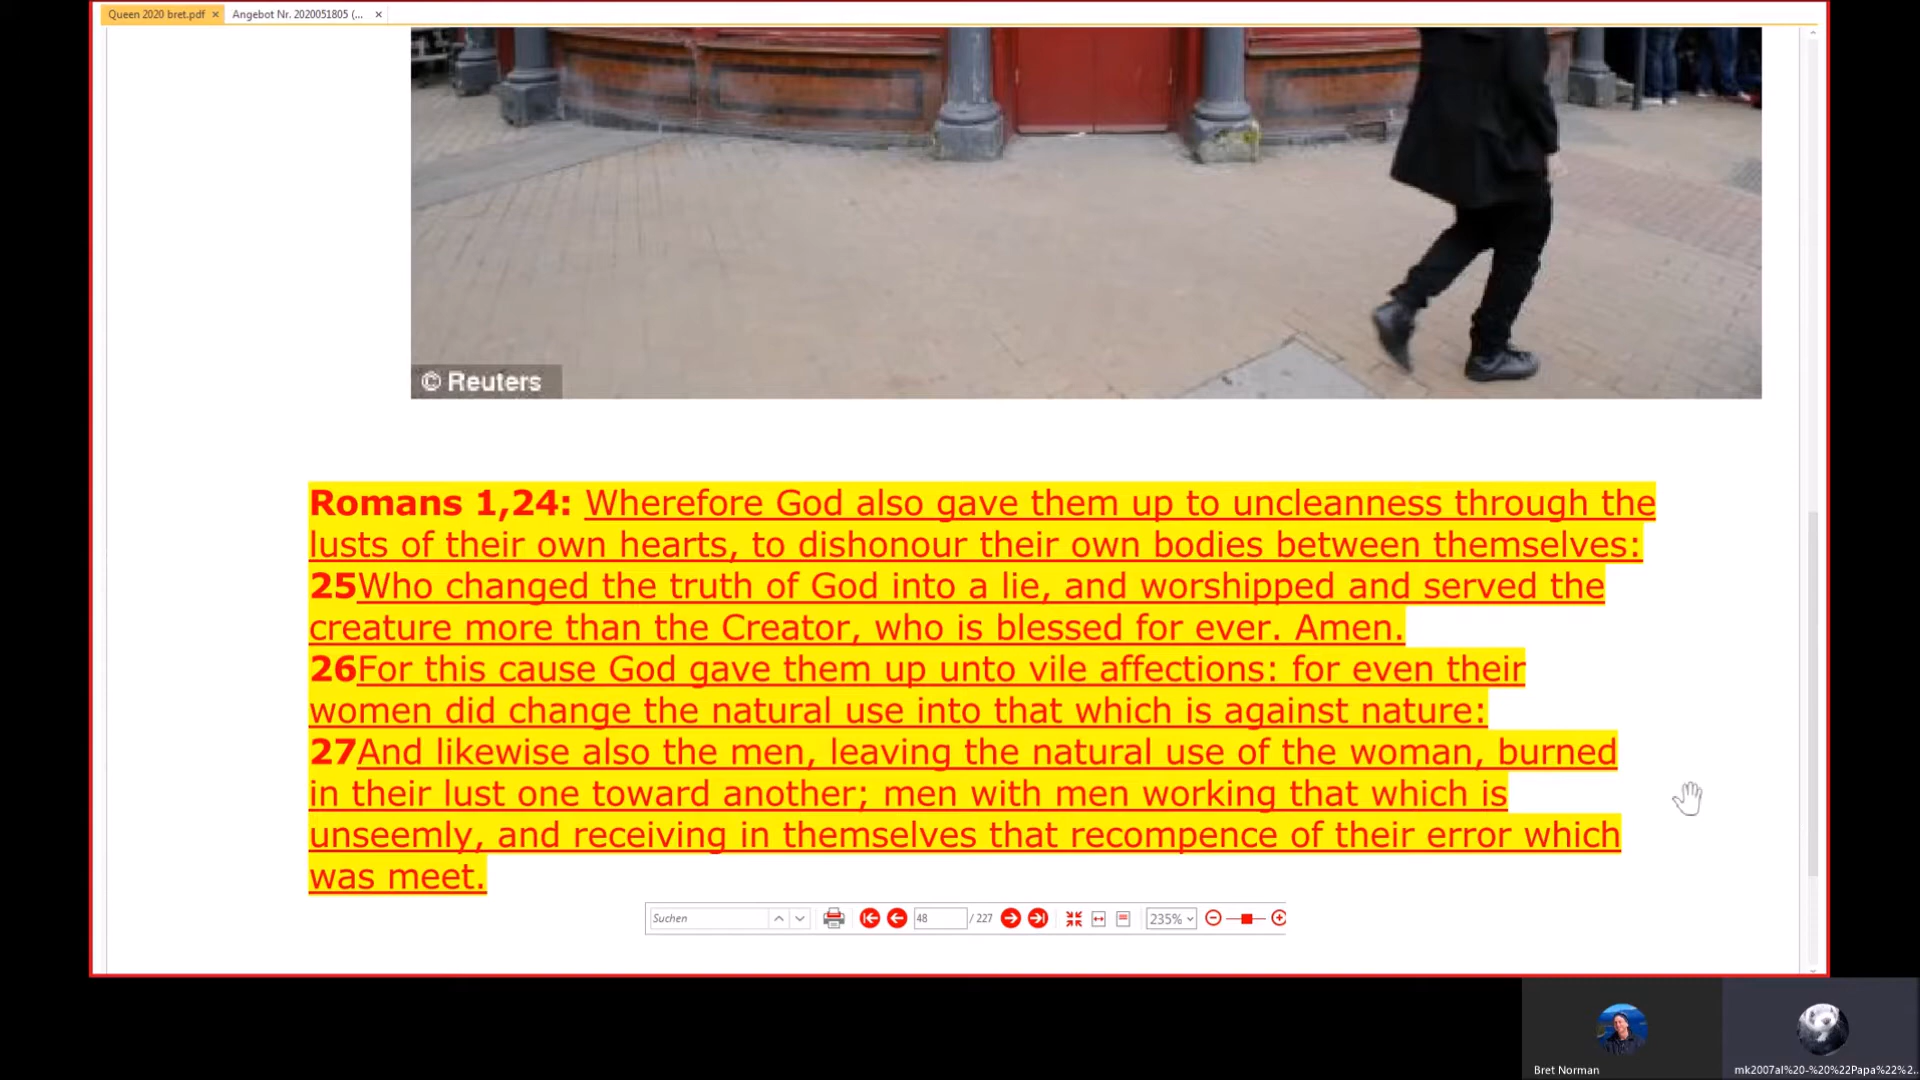 Queen 2020 bret.pdf ×
Angebot Nr. 2020051805 (... ×
© Reuters
Romans 1,24: Wherefore God also gave them up to uncleanness through the
lusts of their own hearts, to dishonour their own bodies between themselves:
25Who changed the truth of God into a lie, and worshipped and served the
creature more than the Creator, who is blessed for ever. Amen.
26For this cause God gave them up unto vile affections: for even their
women did change the natural use into that which is against nature:
27And likewise also the men, leaving the natural use of the woman, burned
in their lust one toward another; men with men working that which is
unseemly, and receiving in themselves that recompence of their error which
was meet.
Suchen 48 / 227 235%
Bret Norman
mk2007al%20-%20%22Papa%22%2...